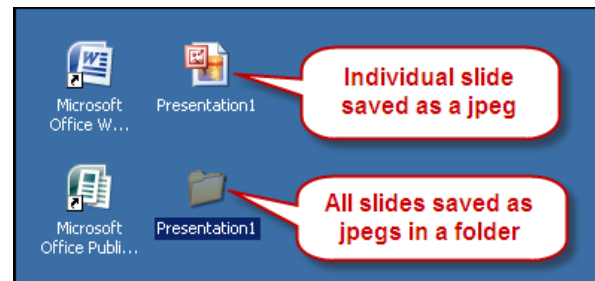 Microsoft
Office W...
Presentation1
Individual slide
saved as a jpeg
Microsoft
Office Publi...
Presentation1
All slides saved as
jpegs in a folder